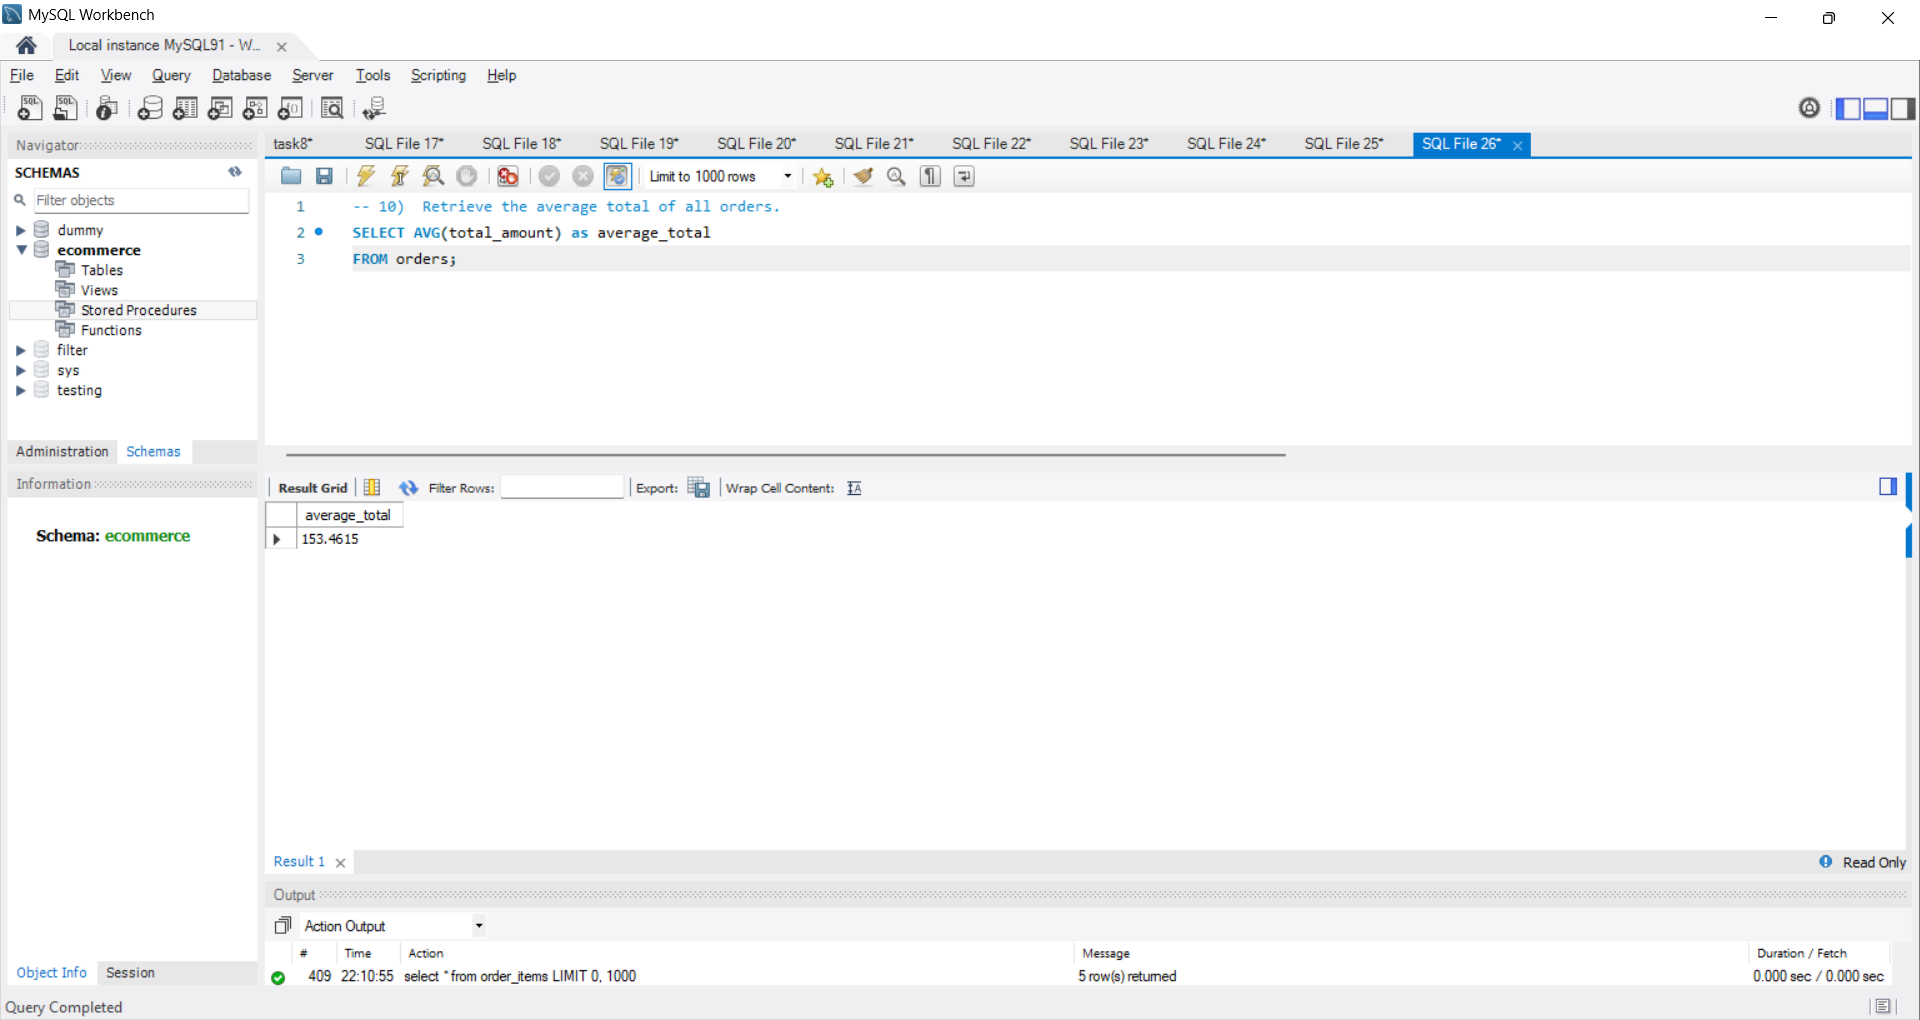 MySQL Workbench
Local instance MySQL91 - W...
File Edit View Query Database Server Tools Scripting Help
Navigator
SCHEMAS
Filter objects
dummy
ecommerce
Tables
Views
Stored Procedures
Functions
filter
sys
testing
Administration Schemas
Information
Schema: ecommerce
Object Info Session
task8* SQL File 17* SQL File 18* SQL File 19* SQL File 20* SQL File 21* SQL File 22* SQL File 23* SQL File 24* SQL File 25* SQL File 26*
Limit to 1000 rows
1 -- 10) Retrieve the average total of all orders.
2 SELECT AVG(total_amount) as average_total
3 FROM orders;
Result Grid Filter Rows: Export: Wrap Cell Content:
average_total
153.4615
Result 1 Read Only
Output
Action Output
# Time Action Message Duration / Fetch
409 22:10:55 select * from order_items LIMIT 0, 1000 5 row(s) returned 0.000 sec / 0.000 sec
Query Completed